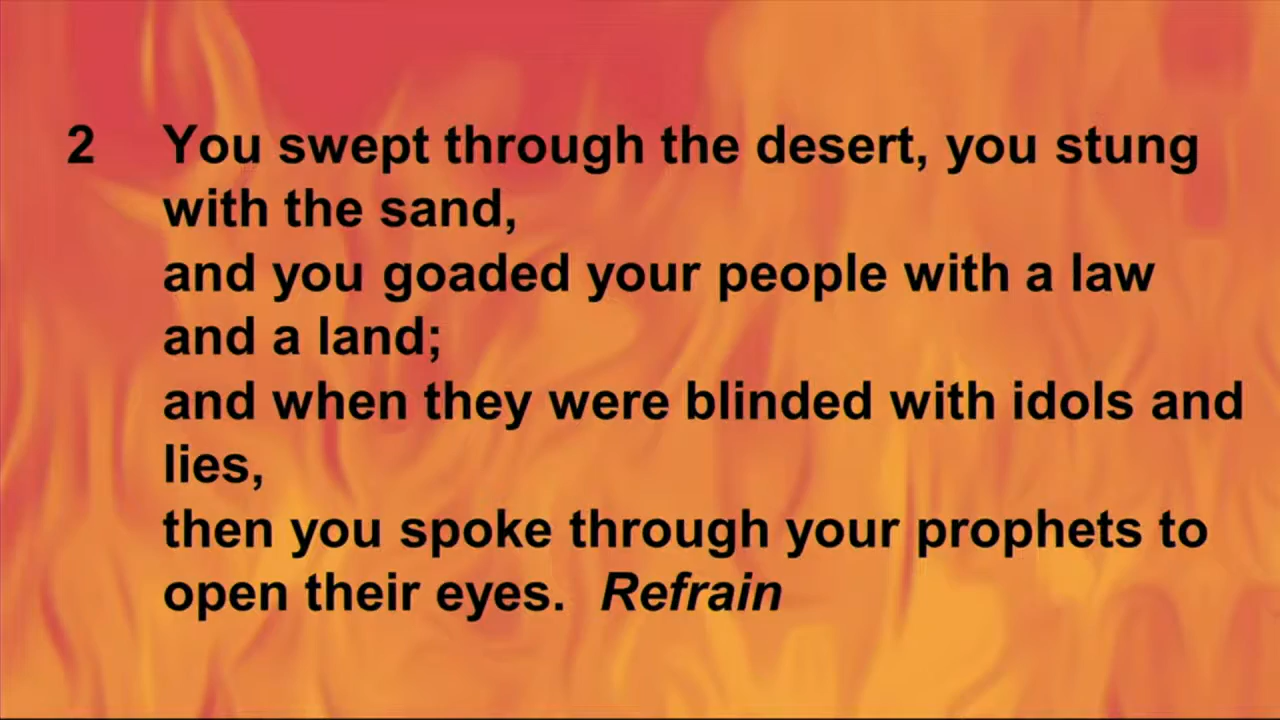 2 You swept through the desert, you stung
with the sand,
and you goaded your people with a law
and a land;
and when they were blinded with idols and
lies,
then you spoke through your prophets to
open their eyes. Refrain